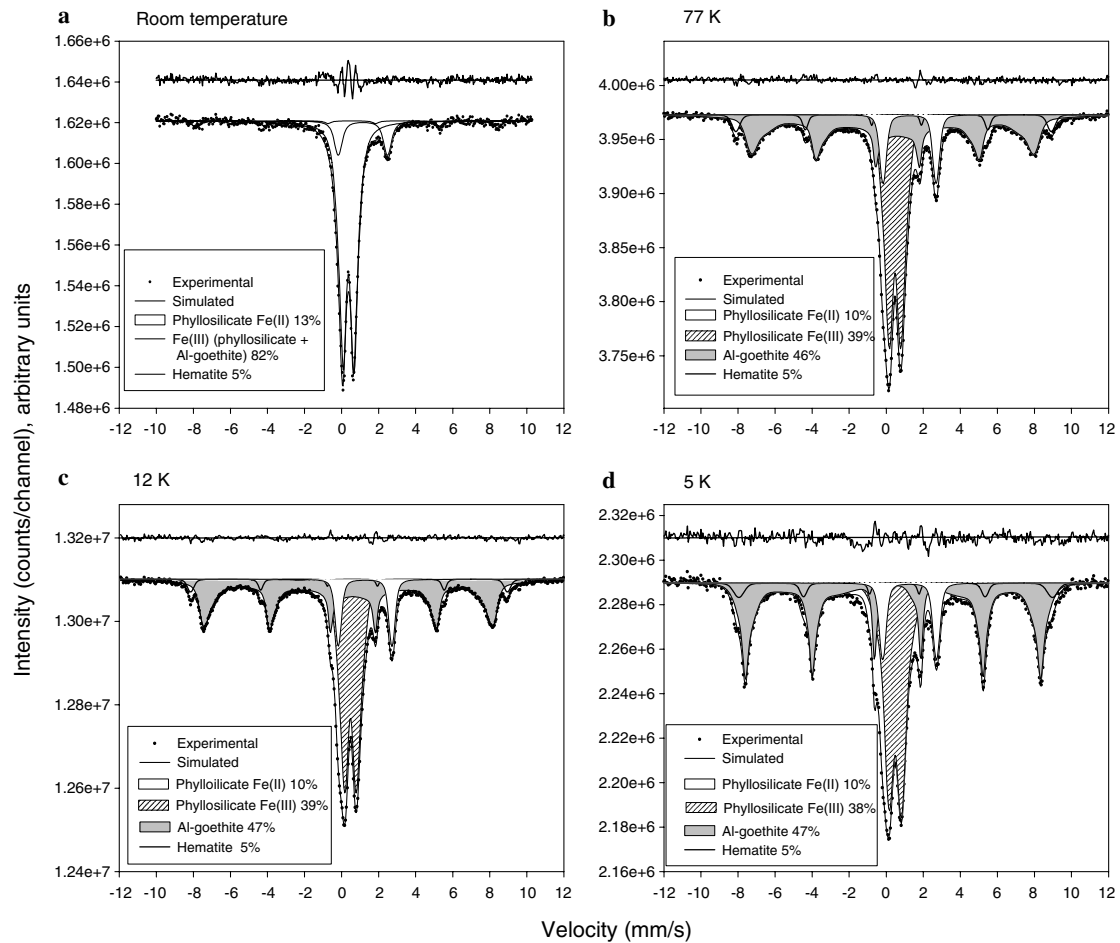 a Room temperature
1.66e+6
1.64e+6
1.62e+6
1.60e+6
1.58e+6
1.56e+6
1.54e+6
1.52e+6
1.50e+6
1.48e+6
Experimental
Simulated
Phyllosilicate Fe(II) 13%
Fe(III) (phyllosilicate +
Al-goethite) 82%
Hematite 5%
-12 -10 -8 -6 -4 -2 0 2 4 6 8 10 12
b 77 K
4.00e+6
3.95e+6
3.90e+6
3.85e+6
3.80e+6
3.75e+6
Experimental
Simulated
Phyllosilicate Fe(II) 10%
Phyllosilicate Fe(III) 39%
Al-goethite 46%
Hematite 5%
-12 -10 -8 -6 -4 -2 0 2 4 6 8 10 12
c 12 K
1.32e+7
1.30e+7
1.28e+7
1.26e+7
1.24e+7
Experimental
Simulated
Phylloilicate Fe(II) 10%
Phyllosilicate Fe(III) 39%
Al-goethite 47%
Hematite 5%
-12 -10 -8 -6 -4 -2 0 2 4 6 8 10 12
d 5 K
2.32e+6
2.30e+6
2.28e+6
2.26e+6
2.24e+6
2.22e+6
2.20e+6
2.18e+6
2.16e+6
Experimental
Simulated
Phyllosilicate Fe(II) 10%
Phyllosilicate Fe(III) 38%
Al-goethite 47%
Hematite 5%
-12 -10 -8 -6 -4 -2 0 2 4 6 8 10 12
Intensity (counts/channel), arbitrary units
Velocity (mm/s)